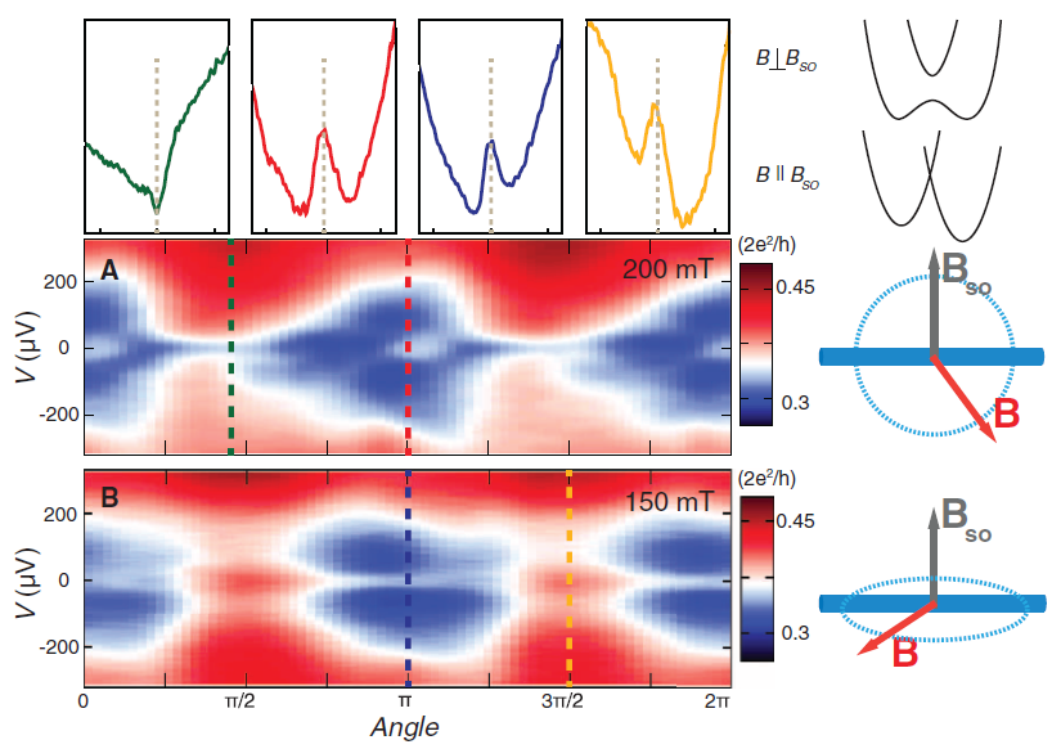 B⊥B_SO
B || B_SO
A
200 mT
(2e²/h)
0.45
0.3
V (μV)
200
0
-200
B_so
B
B
150 mT
(2e²/h)
0.45
0.3
V (μV)
200
0
-200
B_so
B
0 π/2 π 3π/2 2π
Angle